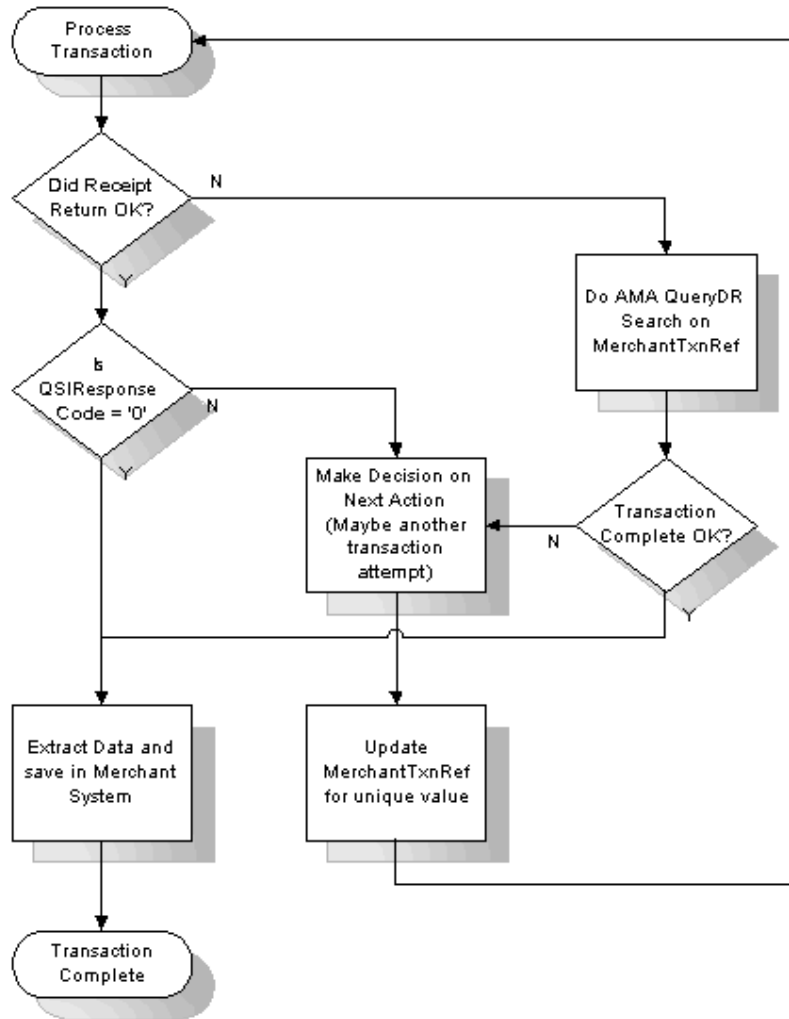 Process
Transaction
Did Receipt
Return OK?
N
Y
Do AMA QueryDR
Search on
MerchantTxnRef
Is
QSIResponse
Code = '0'
N
Y
Make Decision on
Next Action
(Maybe another
transaction
attempt)
Transaction
Complete OK?
N
Y
Extract Data and
save in Merchant
System
Update
MerchantTxnRef
for unique value
Transaction
Complete